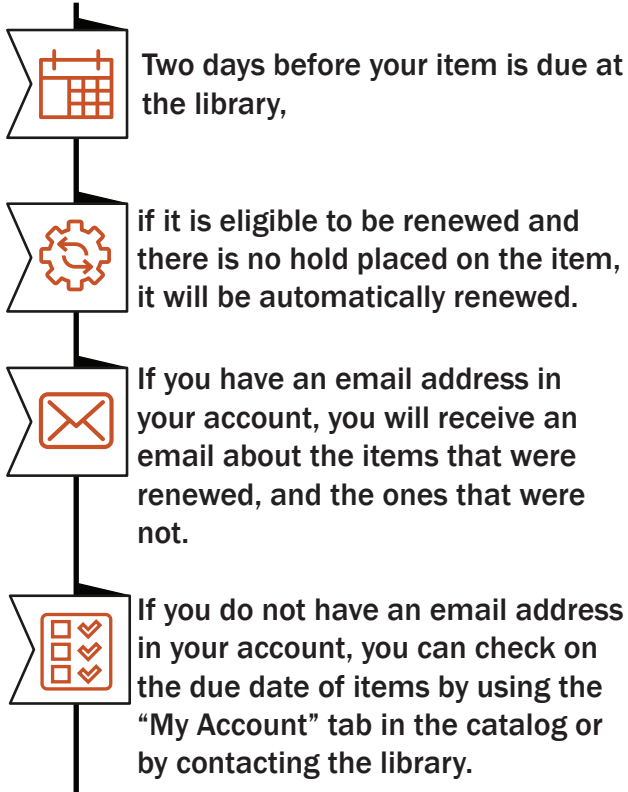 Two days before your item is due at
the library,
if it is eligible to be renewed and
there is no hold placed on the item,
it will be automatically renewed.
If you have an email address in
your account, you will receive an
email about the items that were
renewed, and the ones that were
not.
If you do not have an email address
in your account, you can check on
the due date of items by using the
“My Account” tab in the catalog or
by contacting the library.